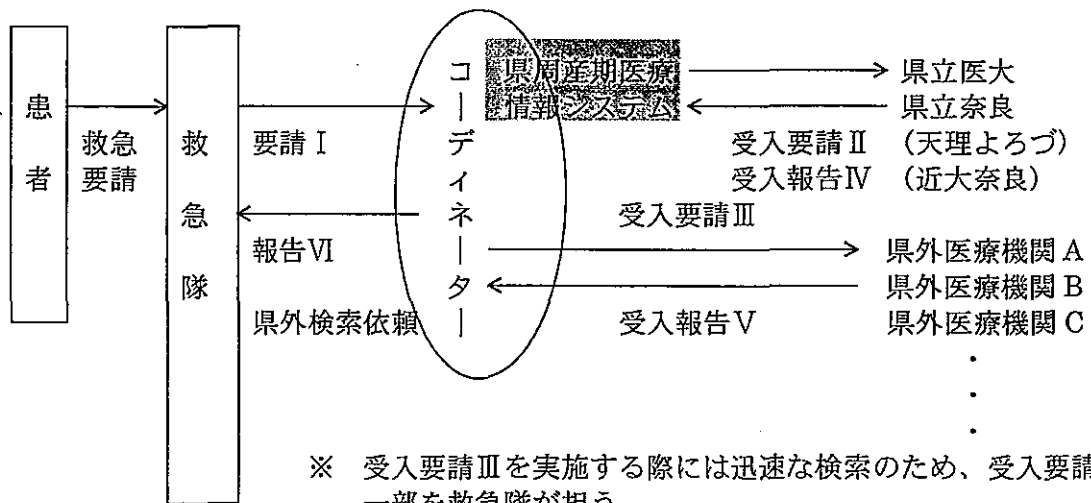 患者
救急
要請
救急隊
要請Ⅰ
報告Ⅵ
県外検索依頼
コーディネーター
県周産期医療
情報システム
県立医大
県立奈良
受入要請Ⅱ (天理よろづ)
受入報告Ⅳ (近大奈良)
受入要請Ⅲ
受入報告Ⅴ
県外医療機関A
県外医療機関B
県外医療機関C
・
・
・
※ 受入要請Ⅲを実施する際には迅速な検索のため、受入要請
一部を救急隊が担う